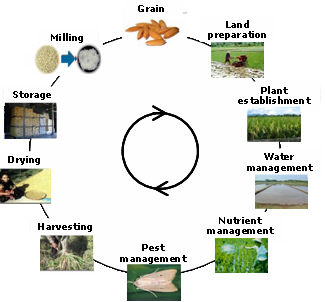 Grain
Land
preparation
Plant
establishment
Water
management
Nutrient
management
Pest
management
Harvesting
Drying
Storage
Milling